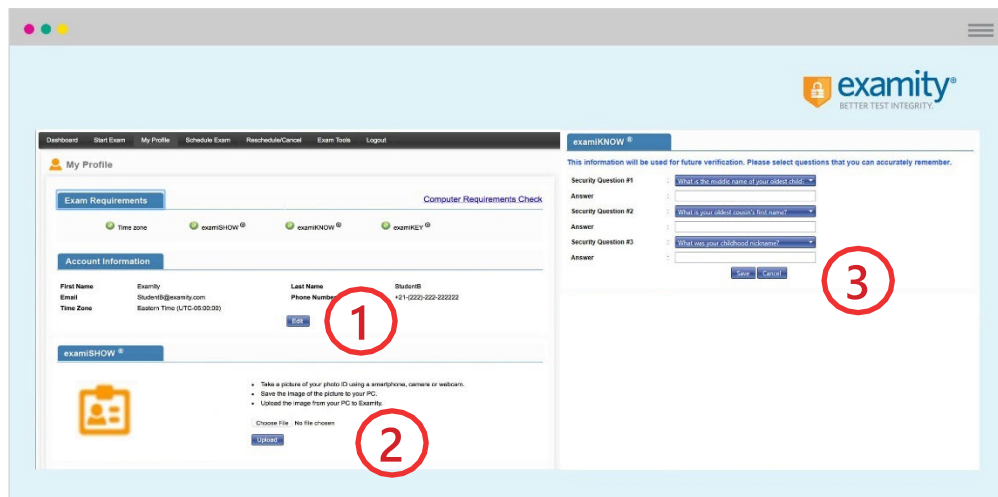 examity®
BETTER TEST INTEGRITY.
Dashboard Start Exam My Profile Schedule Exam Reschedule/Cancel Exam Tools Logout
My Profile
Exam Requirements Computer Requirements Check
Time zone examiSHOW ® examiKNOW ® examiKEY ®
Account Information
First Name Examity Last Name StudentB
Email StudentB@examity.com Phone Number +21-(222)-222-222222
Time Zone Eastern Time (UTC-05:00:00)
Edit
1
examiSHOW ®
• Take a picture of your photo ID using a smartphone, camera or webcam.
• Save the image of the picture to your PC.
• Upload the image from your PC to Examity.
Choose File No file chosen
Upload
2
examiKNOW ®
This information will be used for future verification. Please select questions that you can accurately remember.
Security Question #1 : What is the middle name of your oldest child?
Answer :
Security Question #2 : What is your oldest cousin's first name?
Answer :
Security Question #3 : What was your childhood nickname?
Answer :
Save Cancel
3